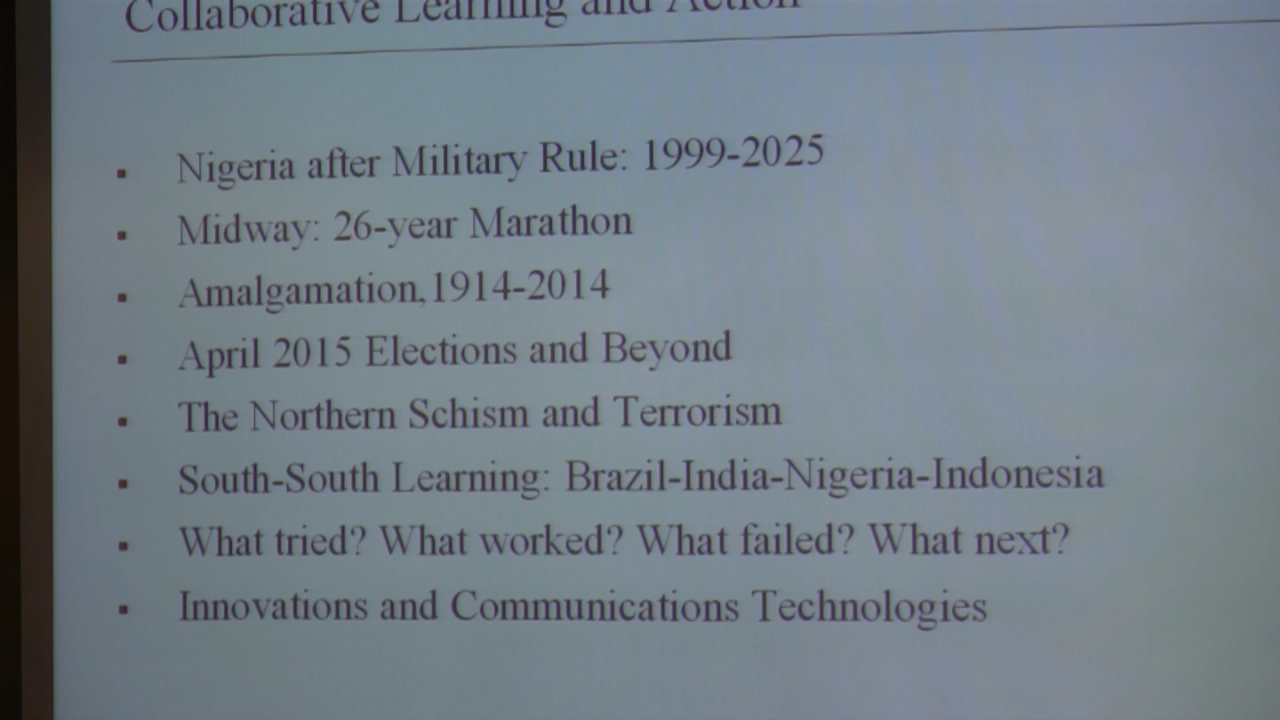 Collaborative Learning and Action
▪ Nigeria after Military Rule: 1999-2025
▪ Midway: 26-year Marathon
▪ Amalgamation, 1914-2014
▪ April 2015 Elections and Beyond
▪ The Northern Schism and Terrorism
▪ South-South Learning: Brazil-India-Nigeria-Indonesia
▪ What tried? What worked? What failed? What next?
▪ Innovations and Communications Technologies